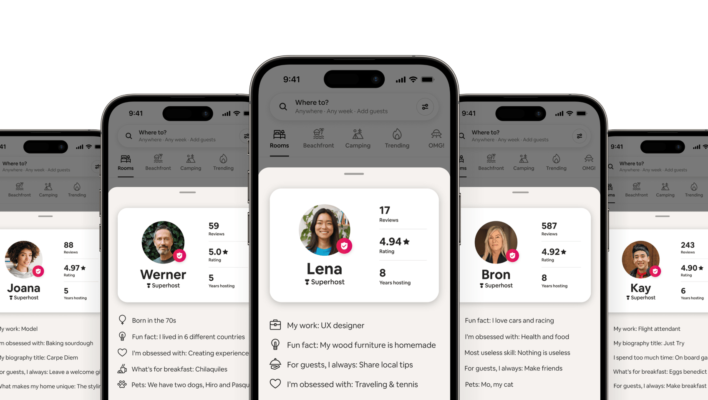 41
Where to?
Anywhere · Any week · Add guests
Beachfront
Camping
Trending
Joana
Superhost
88
Reviews
4.97★
Rating
5
Years hosting
My work: Model
I'm obsessed with: Baking sourdough
My biography title: Carpe Diem
For guests, I always: Leave a welcome gi
What makes my home unique: The stylin
9:41
Where to?
Anywhere · Any week · Add guests
Rooms
Beachfront
Camping
Trending
Werner
Superhost
59
Reviews
5.0★
Rating
5
Years hosting
Born in the 70s
Fun fact: I lived in 6 different countries
I'm obsessed with: Creating experience
What's for breakfast: Chilaquiles
Pets: We have two dogs, Hiro and Pasqu
9:41
Where to?
Anywhere · Any week · Add guests
Rooms
Beachfront
Camping
Trending
OMG!
Lena
Superhost
17
Reviews
4.94★
Rating
8
Years hosting
My work: UX designer
Fun fact: My wood furniture is homemade
For guests, I always: Share local tips
I'm obsessed with: Traveling & tennis
9:41
Where to?
Anywhere · Any week · Add guests
Rooms
Beachfront
Camping
Trending
Bron
Superhost
587
Reviews
4.92★
Rating
8
Years hosting
Fun fact: I love cars and racing
I'm obsessed with: Health and food
Most useless skill: Nothing is useless
For guests, I always: Make friends
Pets: Mo, my cat
9:41
Where to?
Anywhere · Any week · Add guests
Rooms
Beachfront
Camping
Trending
Kay
Superhost
243
Reviews
4.90★
Rating
6
Years hosting
My work: Flight attendant
My biography title: Just Try
I spend too much time: On board ga
What's for breakfast: Eggs benedict
For guests, I always: Make breakfast